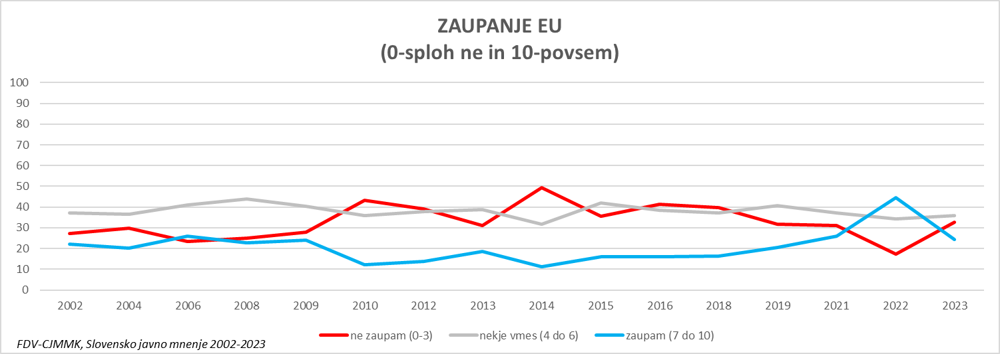 ZAUPANJE EU
(0-sploh ne in 10-povsem)
100
90
80
70
60
50
40
30
20
10
0
2002 2004 2006 2008 2009 2010 2012 2013 2014 2015 2016 2018 2019 2021 2022 2023
ne zaupam (0-3) nekje vmes (4 do 6) zaupam (7 do 10)
FDV-CJMMK, Slovensko javno mnenje 2002-2023